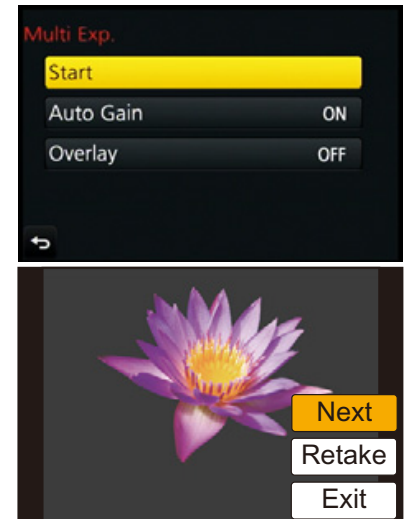 Multi Exp.
Start
Auto Gain ON
Overlay OFF
Next
Retake
Exit